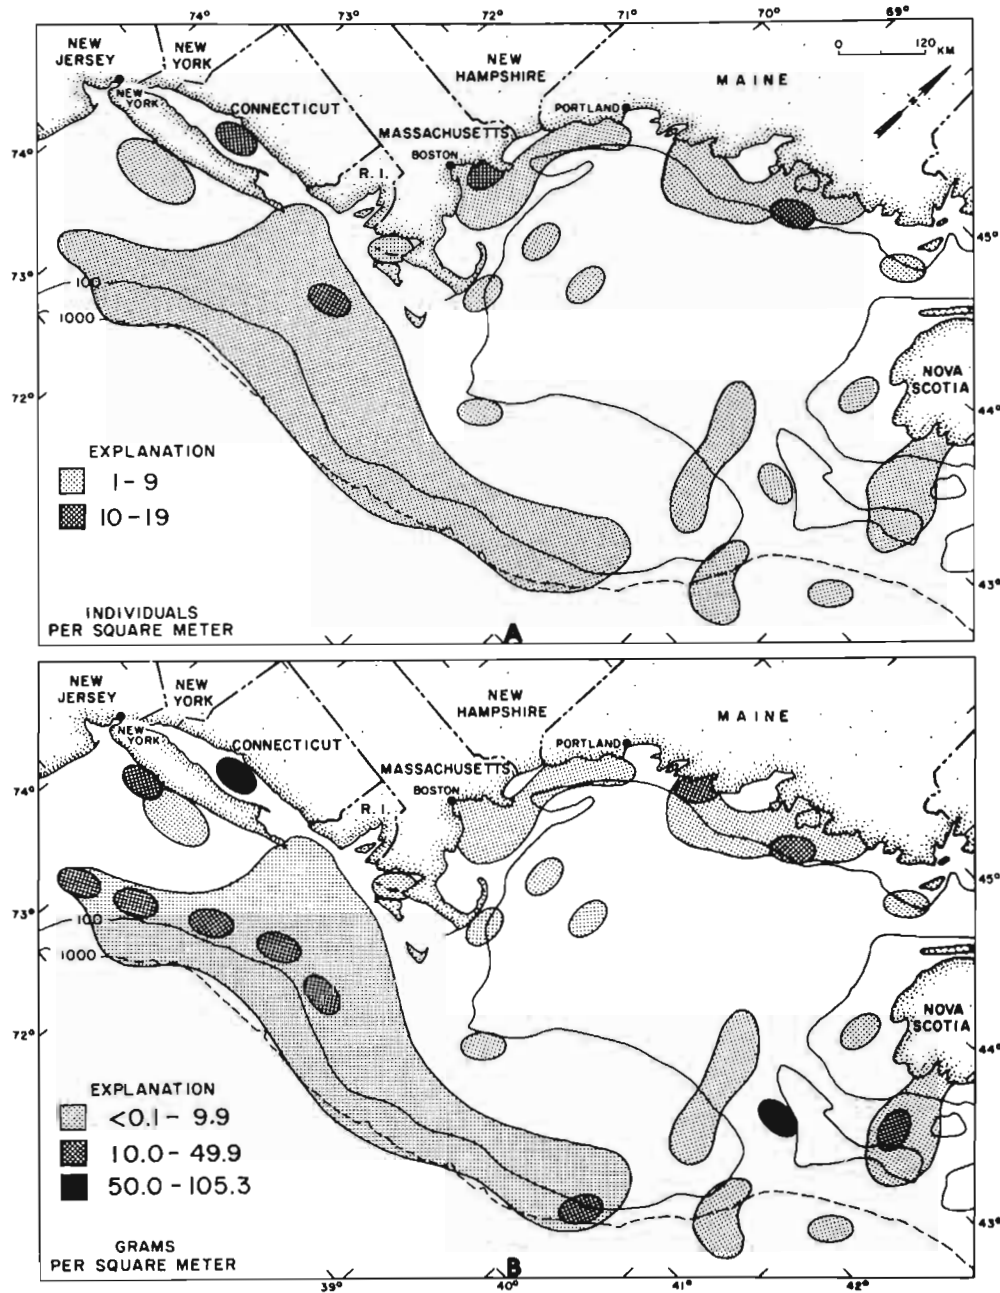 74°
73°
72°
71°
70°
69°
NEW
JERSEY
NEW
YORK
NEW
HAMPSHIRE
MAINE
0 120 KM
NEW
YORK
CONNECTICUT
PORTLAND
MASSACHUSETTS
BOSTON
R. I.
74°
45°
73°
100
1000
NOVA
SCOTIA
72°
44°
EXPLANATION
1 - 9
10 - 19
43°
INDIVIDUALS
PER SQUARE METER
A
NEW
JERSEY
NEW
YORK
NEW
HAMPSHIRE
MAINE
NEW
YORK
CONNECTICUT
PORTLAND
MASSACHUSETTS
BOSTON
R. I.
74°
45°
73°
100
1000
NOVA
SCOTIA
72°
44°
EXPLANATION
<0.1 - 9.9
10.0 - 49.9
50.0 - 105.3
43°
GRAMS
PER SQUARE METER
B
39°
40°
41°
42°